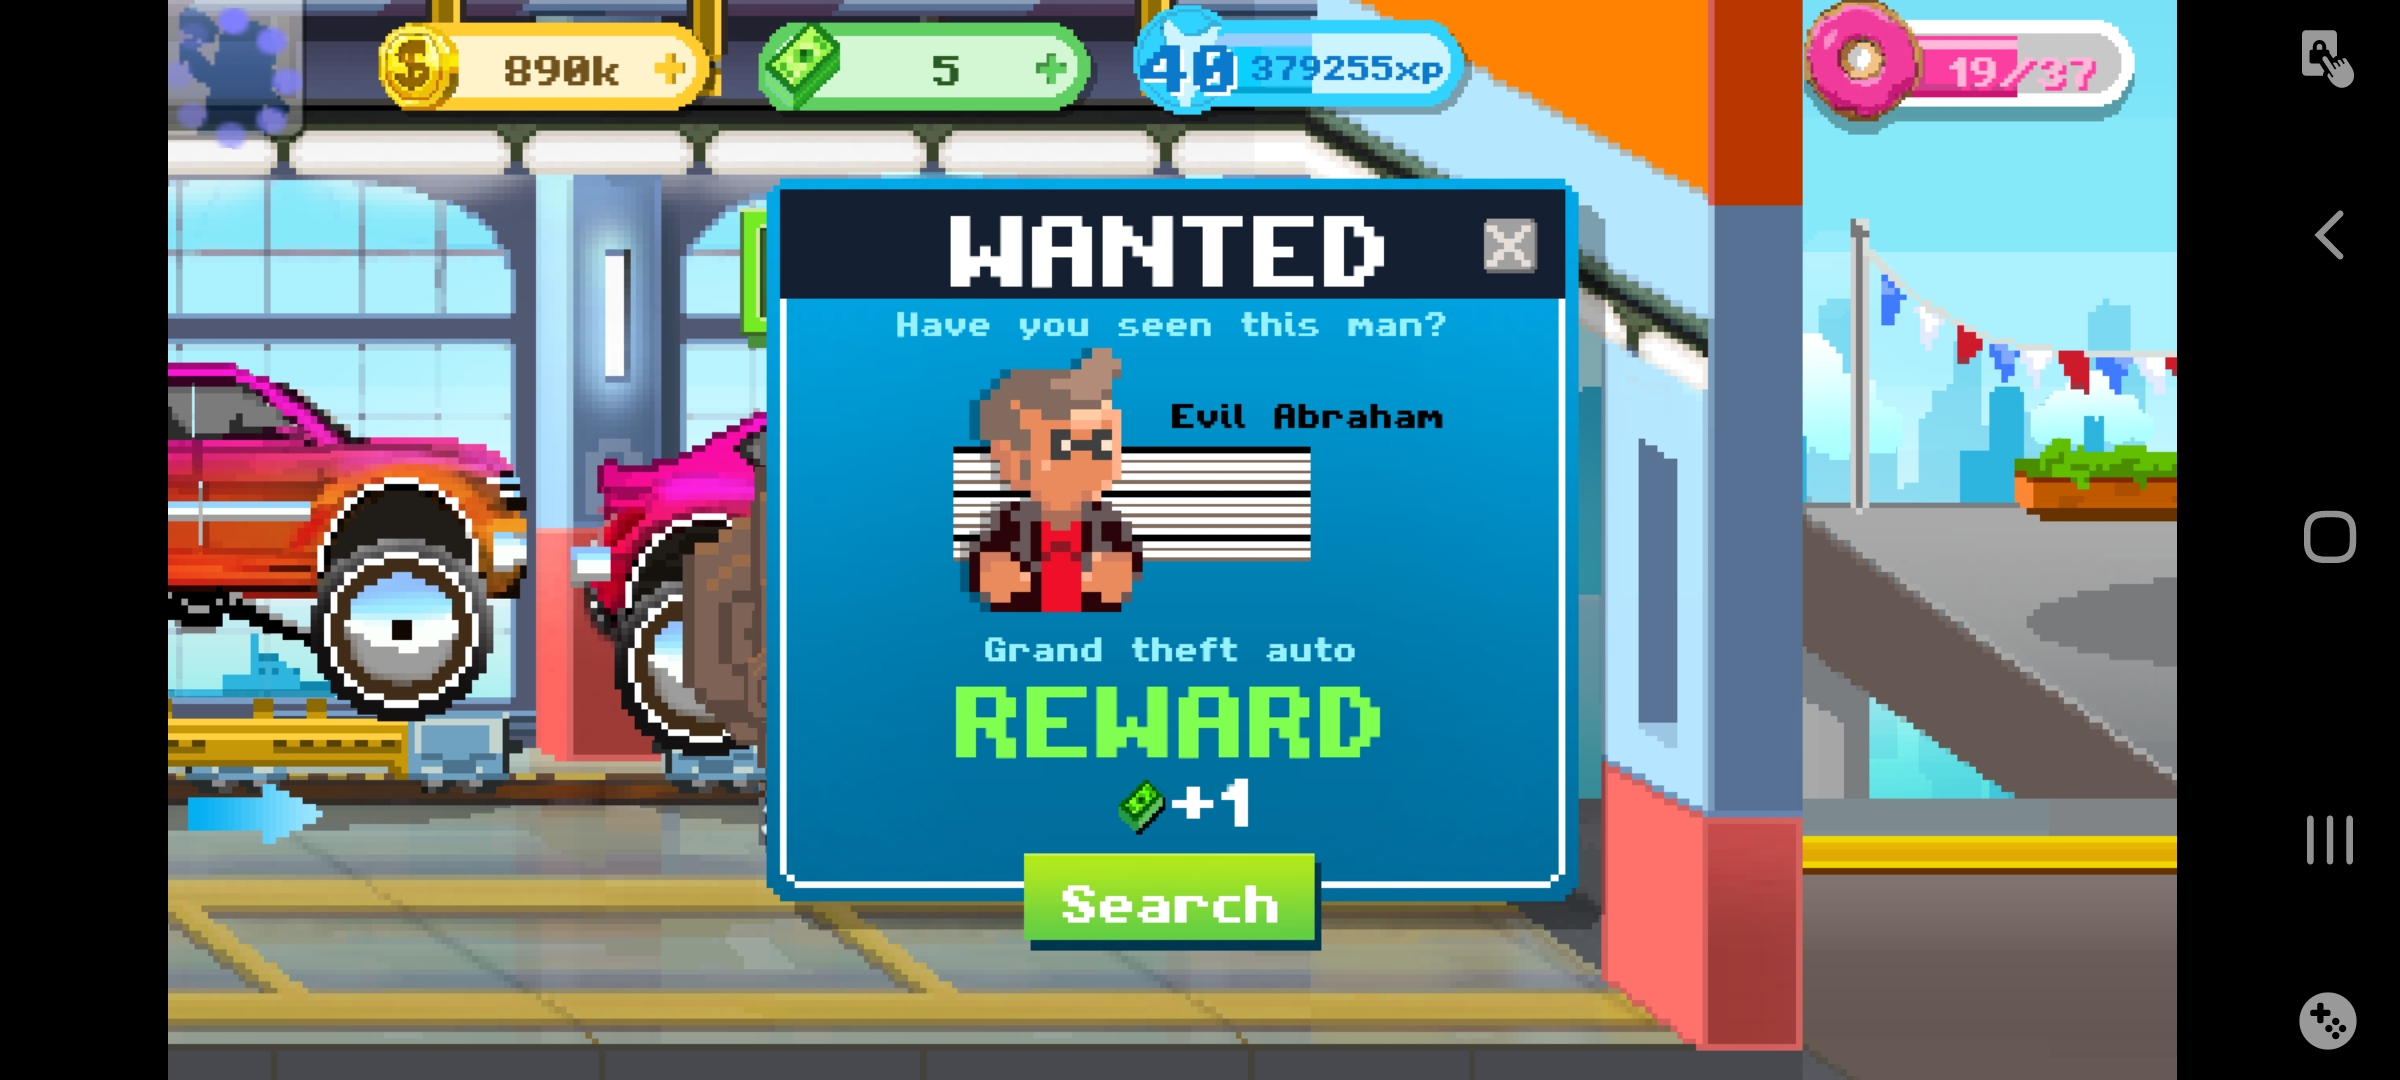 890k
5
40 379255xp
19/37
WANTED
Have you seen this man?
Evil Abraham
Grand theft auto
REWARD
+1
Search